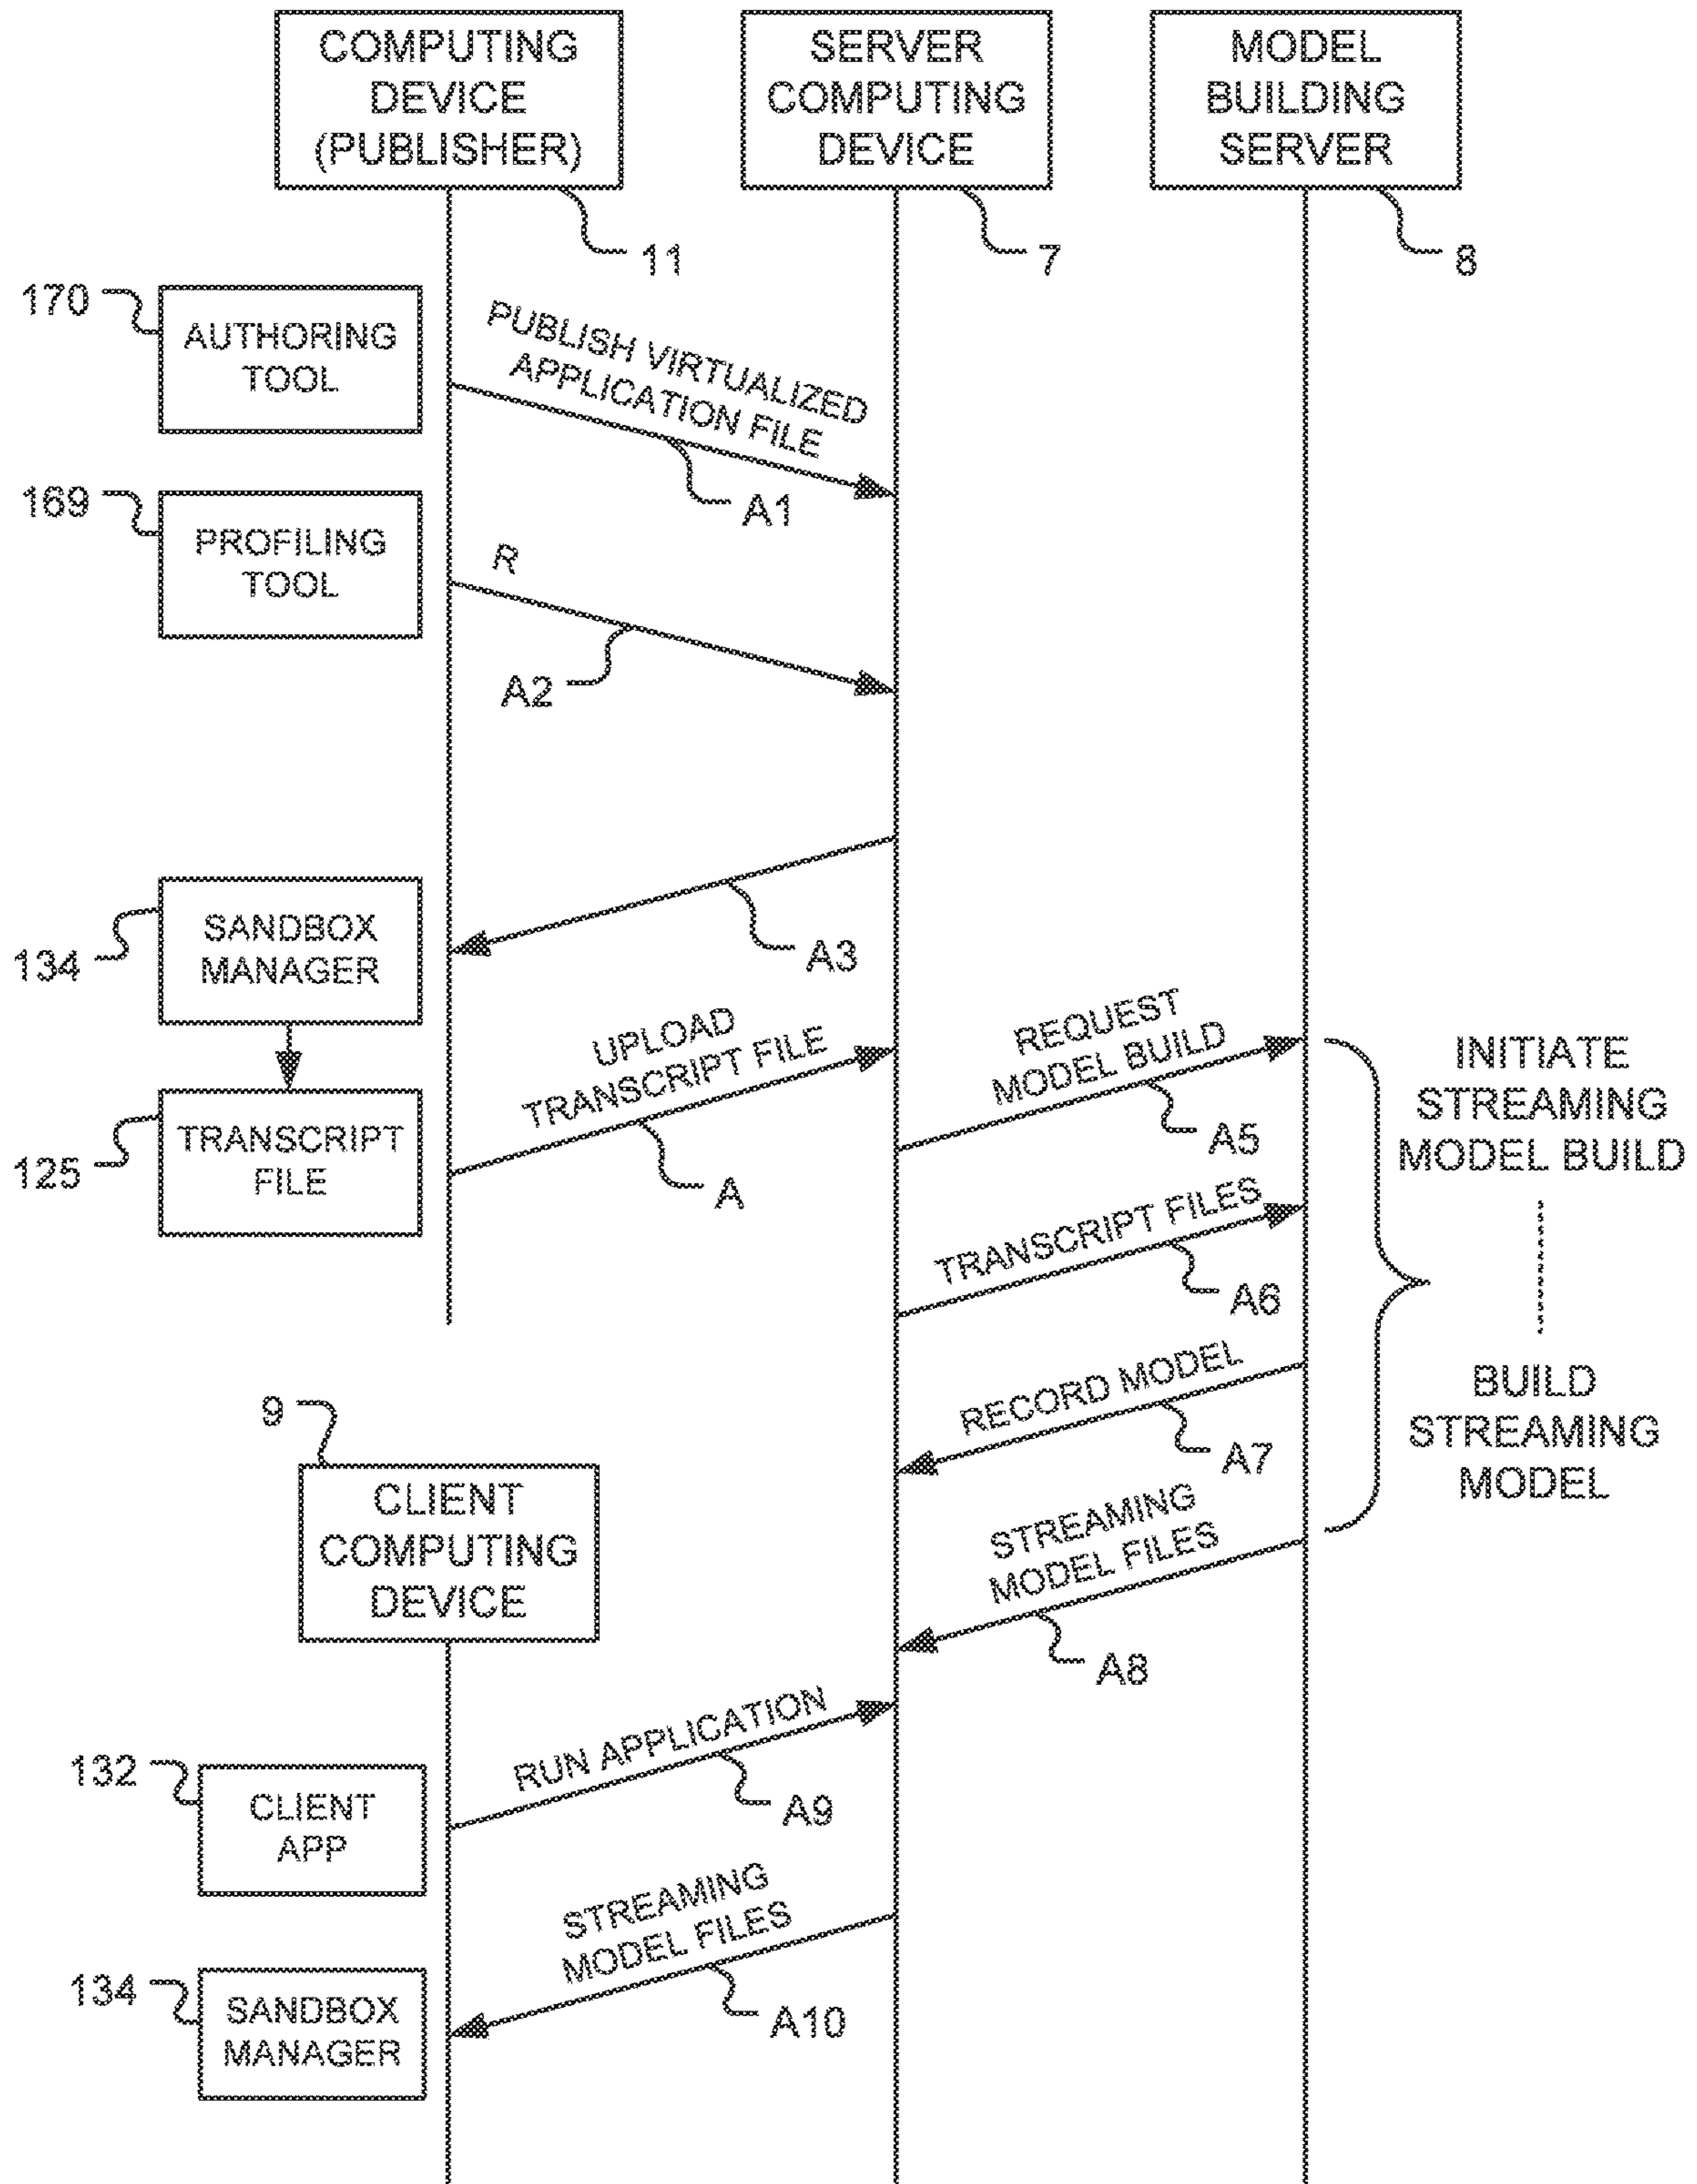 COMPUTING
DEVICE
(PUBLISHER)
SERVER
COMPUTING
DEVICE
MODEL
BUILDING
SERVER
11
7
8
170
AUTHORING
TOOL
PUBLISH VIRTUALIZED
APPLICATION FILE
A1
169
PROFILING
TOOL
R
A2
134
SANDBOX
MANAGER
A3
UPLOAD
TRANSCRIPT FILE
A
125
TRANSCRIPT
FILE
REQUEST
MODEL BUILD
A5
INITIATE
STREAMING
MODEL BUILD
TRANSCRIPT FILES
A6
RECORD MODEL
A7
BUILD
STREAMING
MODEL
9
CLIENT
COMPUTING
DEVICE
STREAMING
MODEL FILES
A8
RUN APPLICATION
A9
132
CLIENT
APP
STREAMING
MODEL FILES
A10
134
SANDBOX
MANAGER